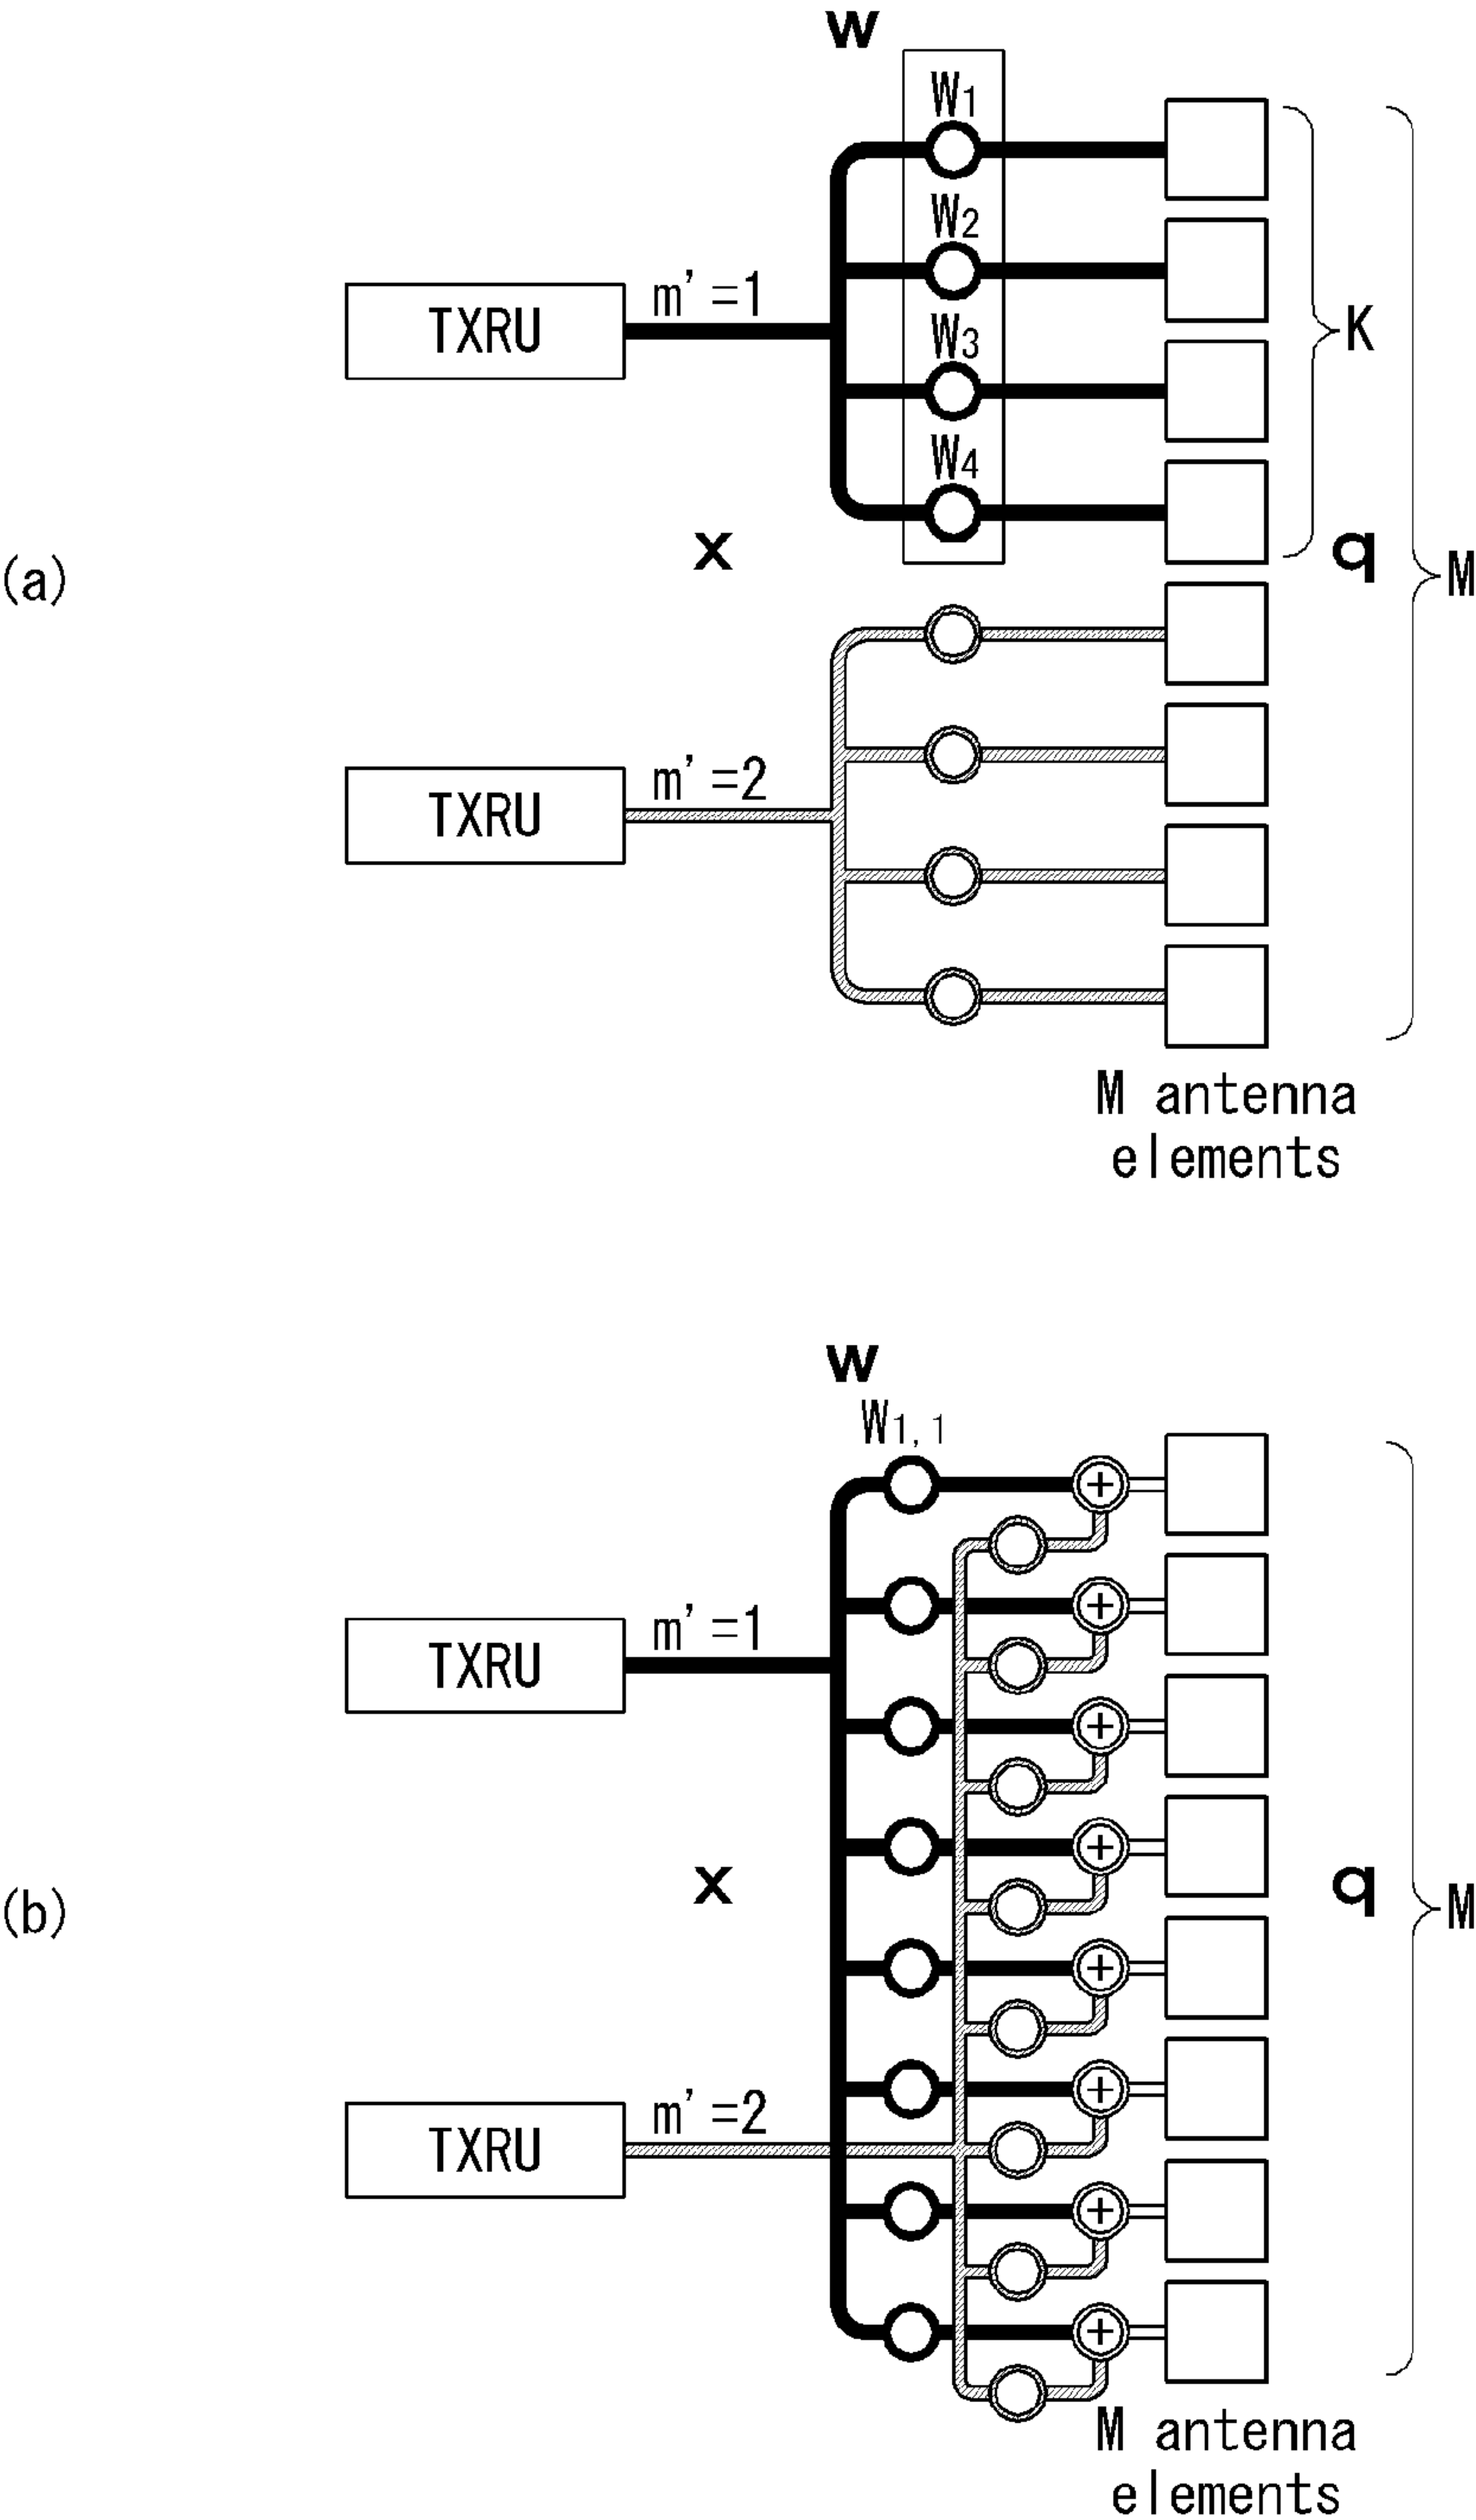 w
W1
W2
m'=1
TXRU
K
W3
W4
x
q
(a)
M
m'=2
TXRU
M antenna
elements
w
W1,1
m'=1
TXRU
x
q
(b)
M
m'=2
TXRU
M antenna
elements